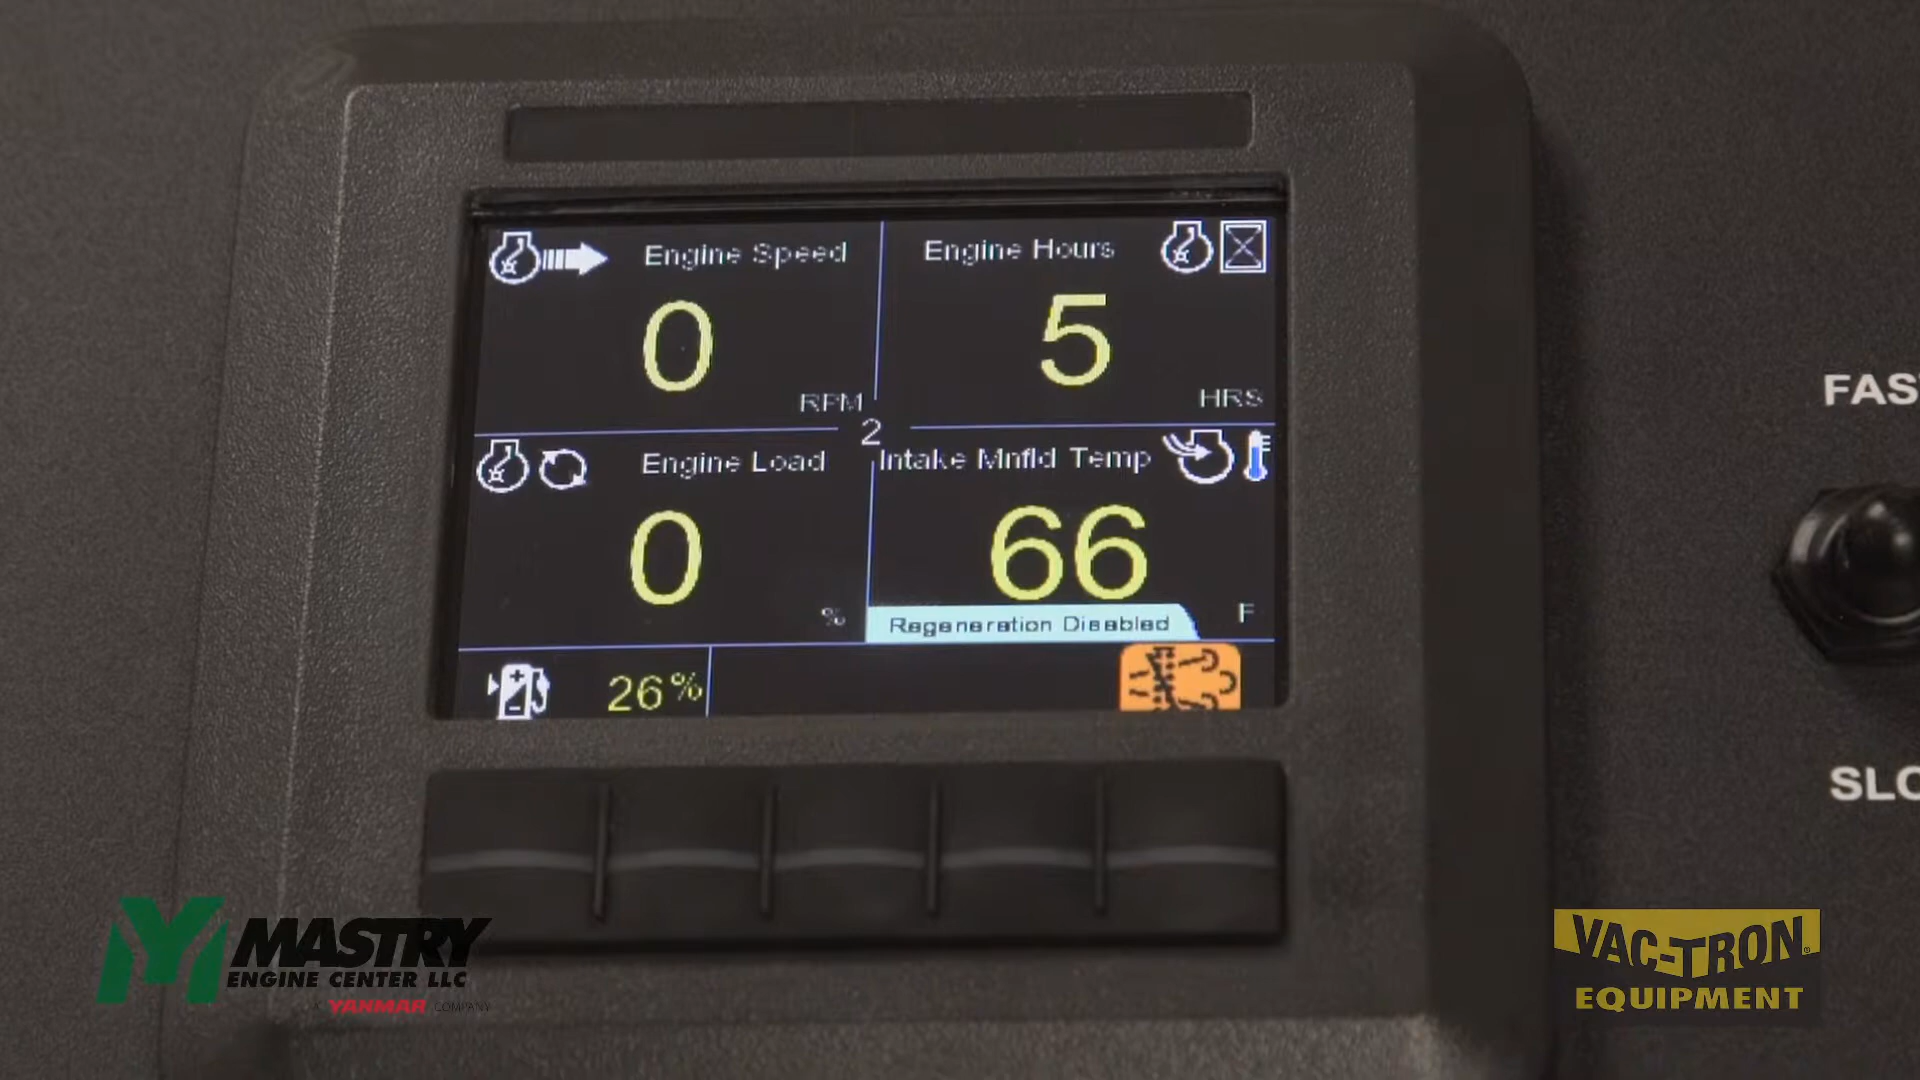 Engine Speed
0
RPM
Engine Hours
5
HRS
2
Engine Load
0
%
Intake Mnfld Temp
66
F
Regeneration Disabled
26%
FAS
SLO
MASTRY
ENGINE CENTER LLC
A YANMAR COMPANY
VAC-TRON®
EQUIPMENT